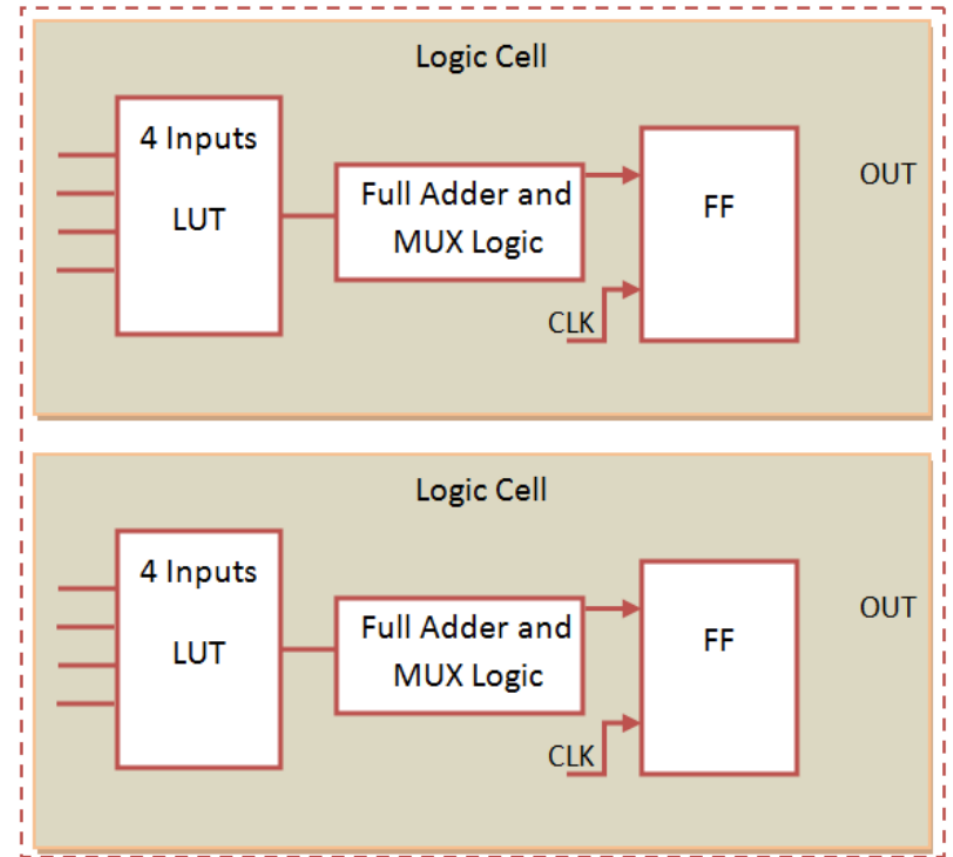 Logic Cell
4 Inputs
LUT
Full Adder and
MUX Logic
FF
OUT
CLK
Logic Cell
4 Inputs
LUT
Full Adder and
MUX Logic
FF
OUT
CLK